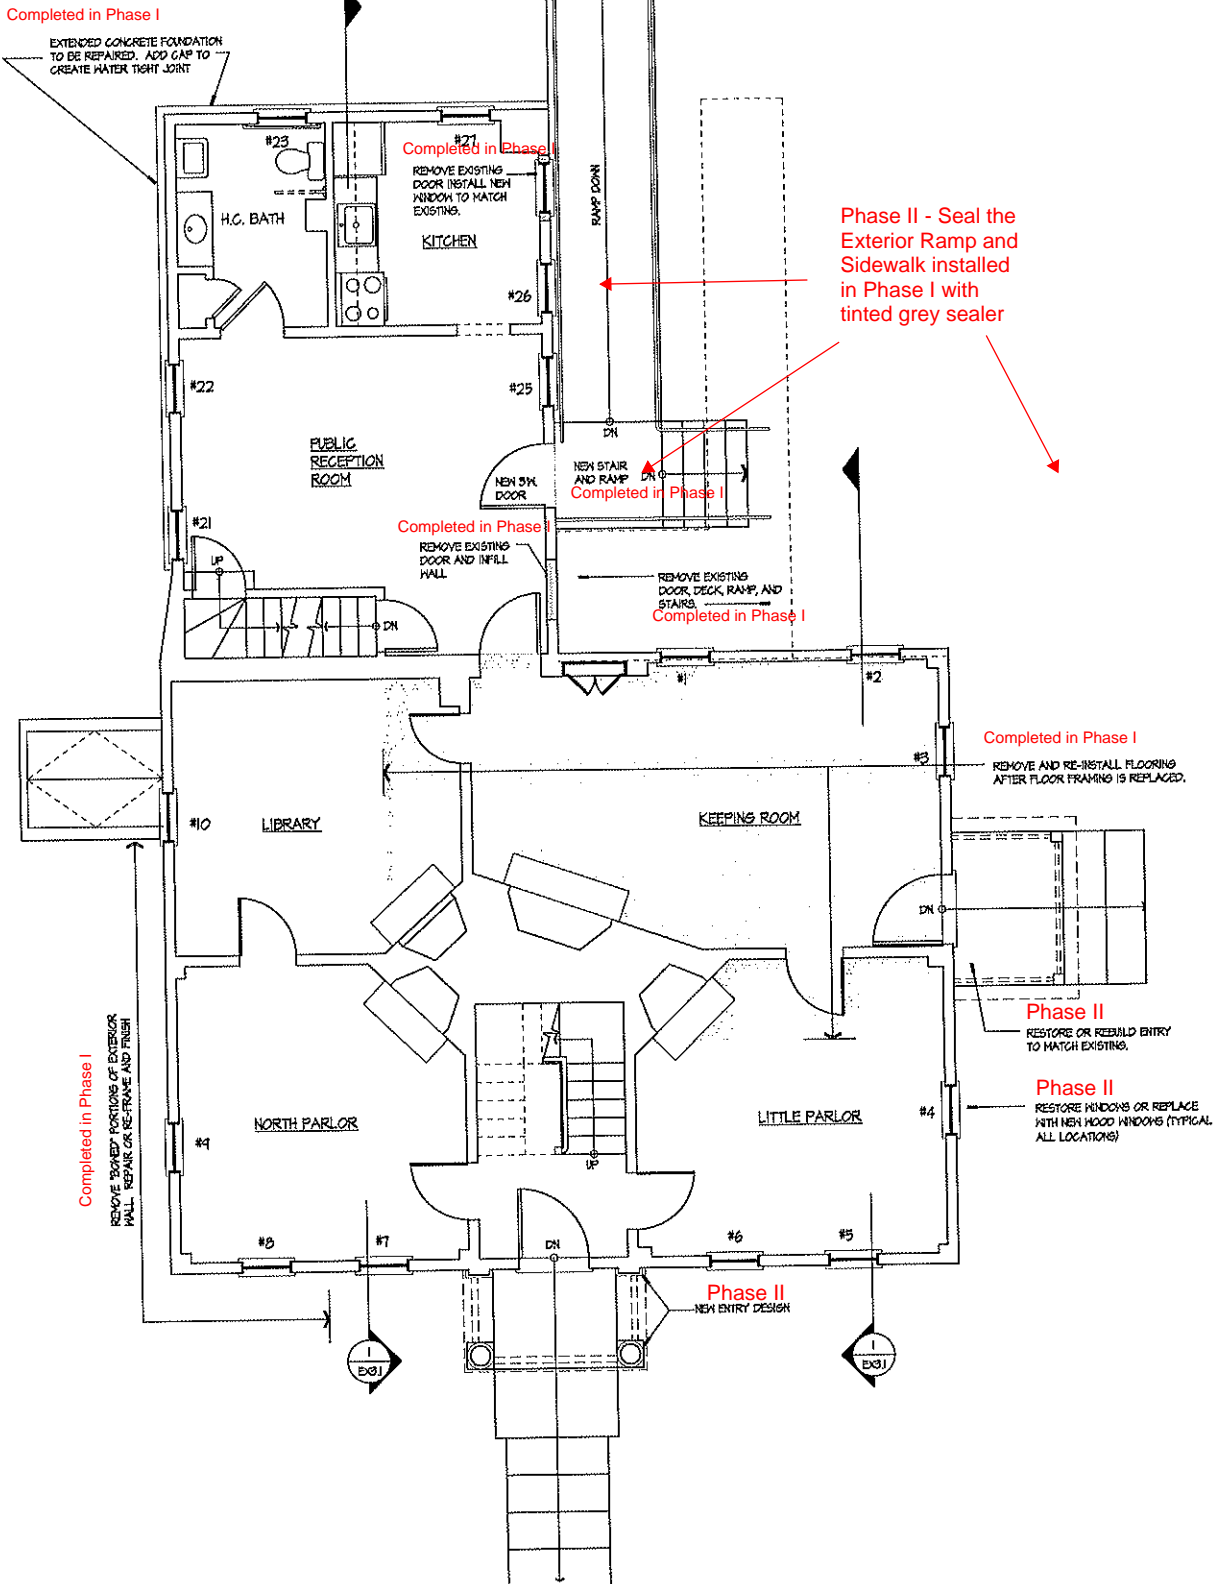 Completed in Phase I
EXTENDED CONCRETE FOUNDATION
TO BE REPAIRED. ADD CAP TO
CREATE WATER TIGHT JOINT
#23
#27
Completed in Phase I
REMOVE EXISTING
DOOR INSTALL NEW
WINDOW TO MATCH
EXISTING.
H.C. BATH
KITCHEN
#26
RAMP DOWN
Phase II - Seal the
Exterior Ramp and
Sidewalk installed
in Phase I with
tinted grey sealer
#22
#25
PUBLIC
RECEPTION
ROOM
DN
NEW STAIR
AND RAMP
DN
Completed in Phase I
NEW 3W.
DOOR
#21
Completed in Phase I
REMOVE EXISTING
DOOR AND INFILL
WALL
UP
DN
REMOVE EXISTING
DOOR, DECK, RAMP, AND
STAIRS.
Completed in Phase I
#1
#2
#3
Completed in Phase I
REMOVE AND RE-INSTALL FLOORING
AFTER FLOOR FRAMING IS REPLACED.
#10
LIBRARY
KEEPING ROOM
DN
Phase II
RESTORE OR REBUILD ENTRY
TO MATCH EXISTING.
Completed in Phase I
REMOVE "BOWED" PORTIONS OF EXTERIOR
WALL. REPAIR OR RE-FRAME AND FINISH
NORTH PARLOR
LITTLE PARLOR
#4
Phase II
RESTORE WINDOWS OR REPLACE
WITH NEW WOOD WINDOWS (TYPICAL
ALL LOCATIONS)
#9
UP
#8
#7
DN
#6
#5
Phase II
NEW ENTRY DESIGN
1
EX3.1
1
EX3.1